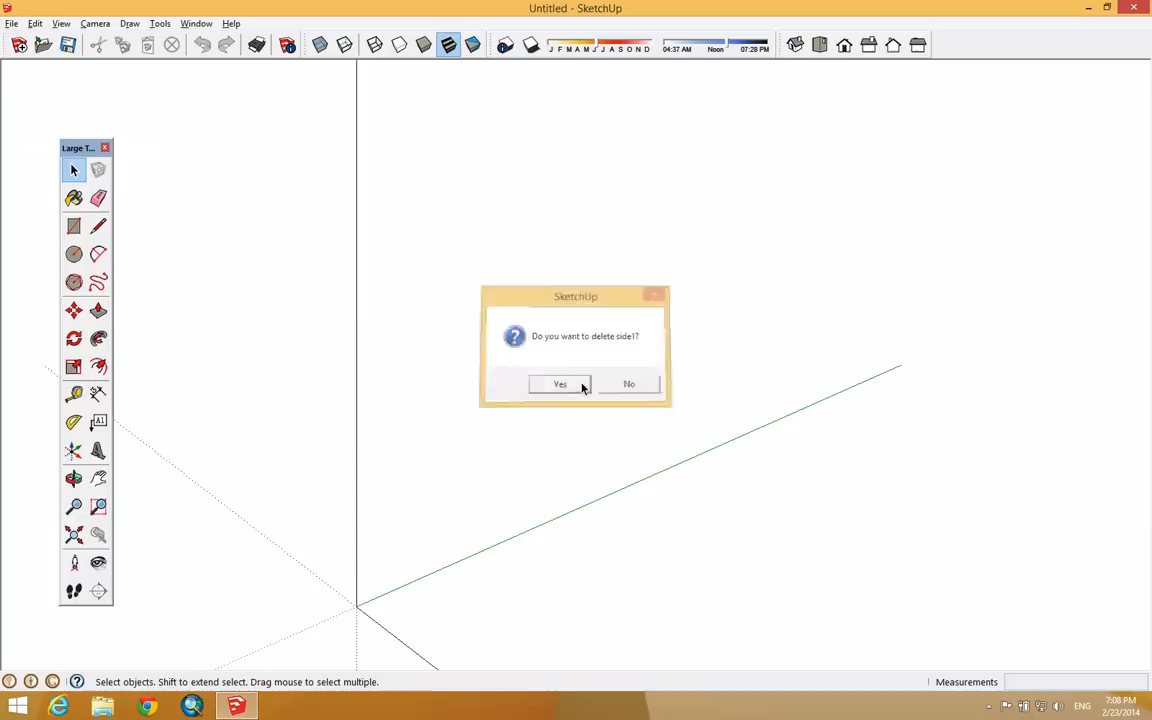 Untitled - SketchUp
File Edit View Camera Draw Tools Window Help
J F M A M J J A S O N D 04:37 AM Noon 07:28 PM
Large T...
A1
SketchUp
Do you want to delete side1?
Yes No
Select objects. Shift to extend select. Drag mouse to select multiple. Measurements
ENG 7:08 PM
2/23/2014